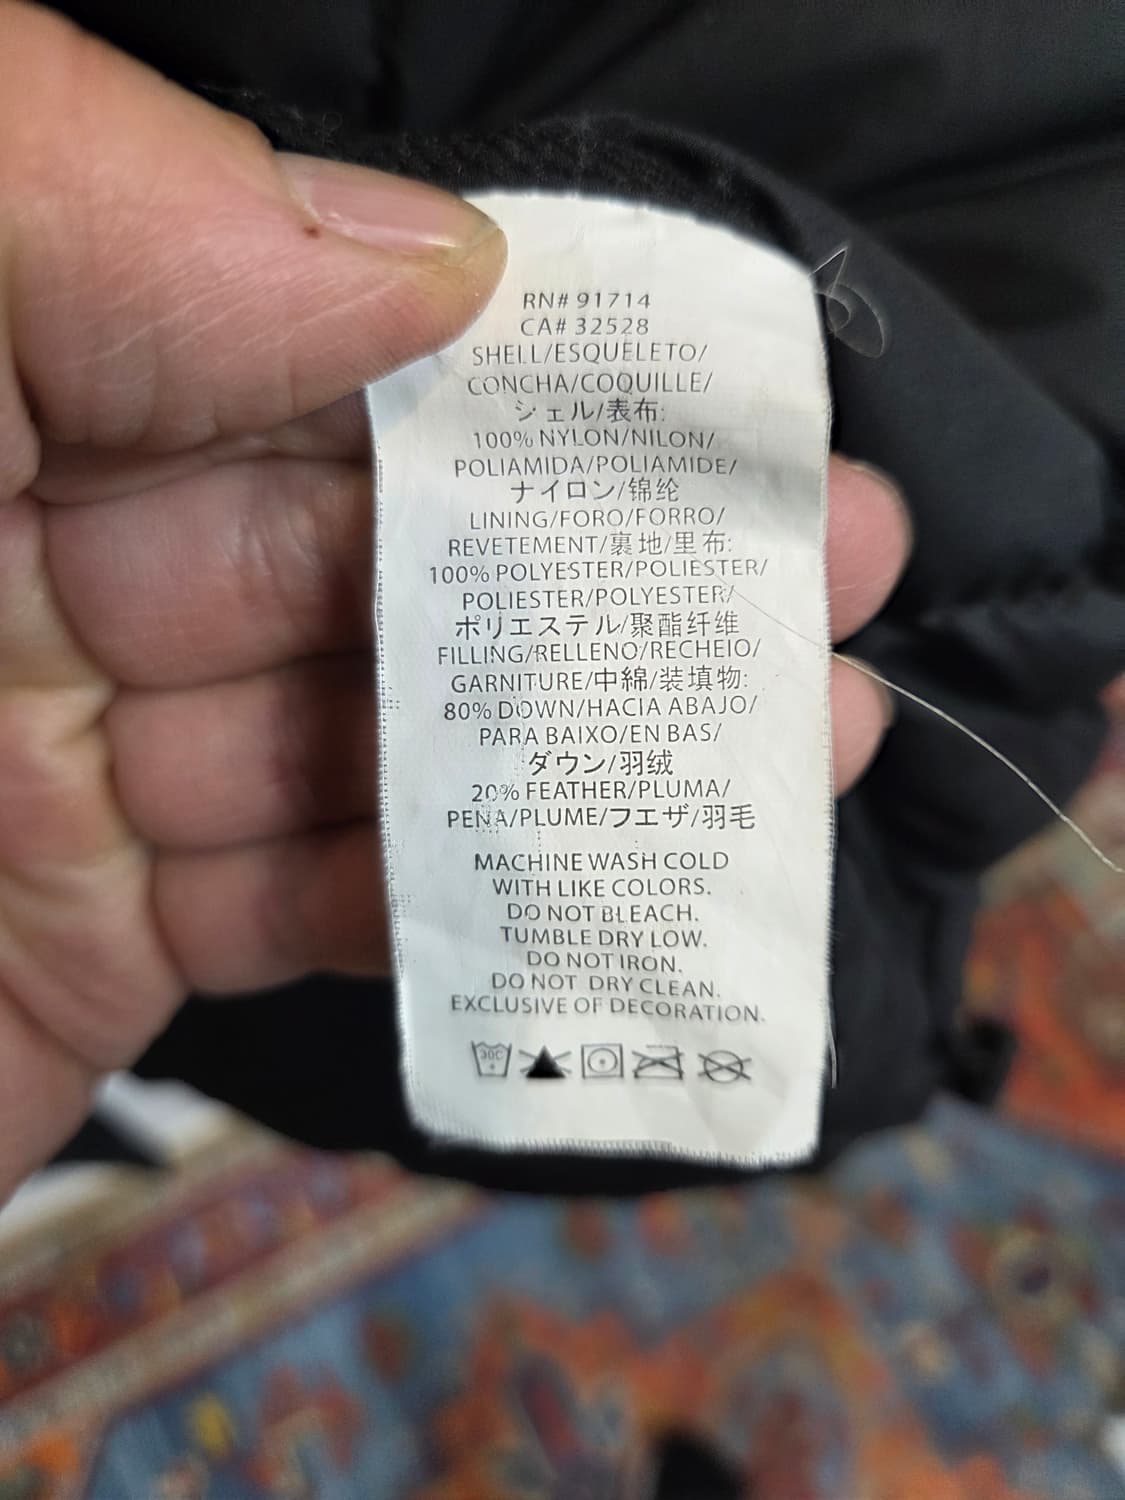 RN# 91714
CA# 32528
SHELL/ESQUELETO/
CONCHA/COQUILLE/
シェル/表布:
100% NYLON/NILON/
POLIAMIDA/POLIAMIDE/
ナイロン/锦纶
LINING/FORO/FORRO/
REVETEMENT/裏地/里布:
100% POLYESTER/POLIESTER/
POLIESTER/POLYESTER/
ポリエステル/聚酯纤维
FILLING/RELLENO/RECHEIO/
GARNITURE/中綿/装填物:
80% DOWN/HACIA ABAJO/
PARA BAIXO/EN BAS/
ダウン/羽绒
20% FEATHER/PLUMA/
PENA/PLUME/フエザ/羽毛
MACHINE WASH COLD
WITH LIKE COLORS.
DO NOT BLEACH.
TUMBLE DRY LOW.
DO NOT IRON.
DO NOT DRY CLEAN.
EXCLUSIVE OF DECORATION.
30C